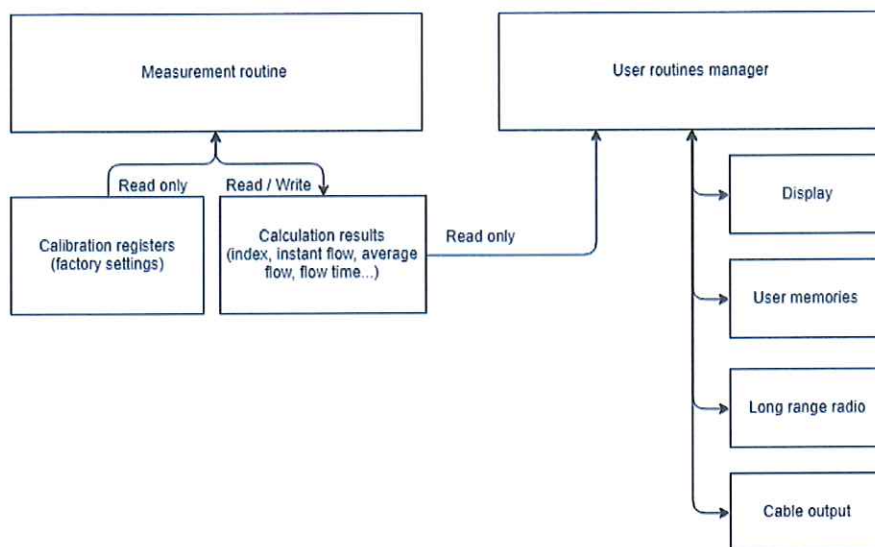 Measurement routine
User routines manager
Read only
Read / Write
Display
Calibration registers
(factory settings)
Calculation results
(index, instant flow, average
flow, flow time...)
Read only
User memories
Long range radio
Cable output